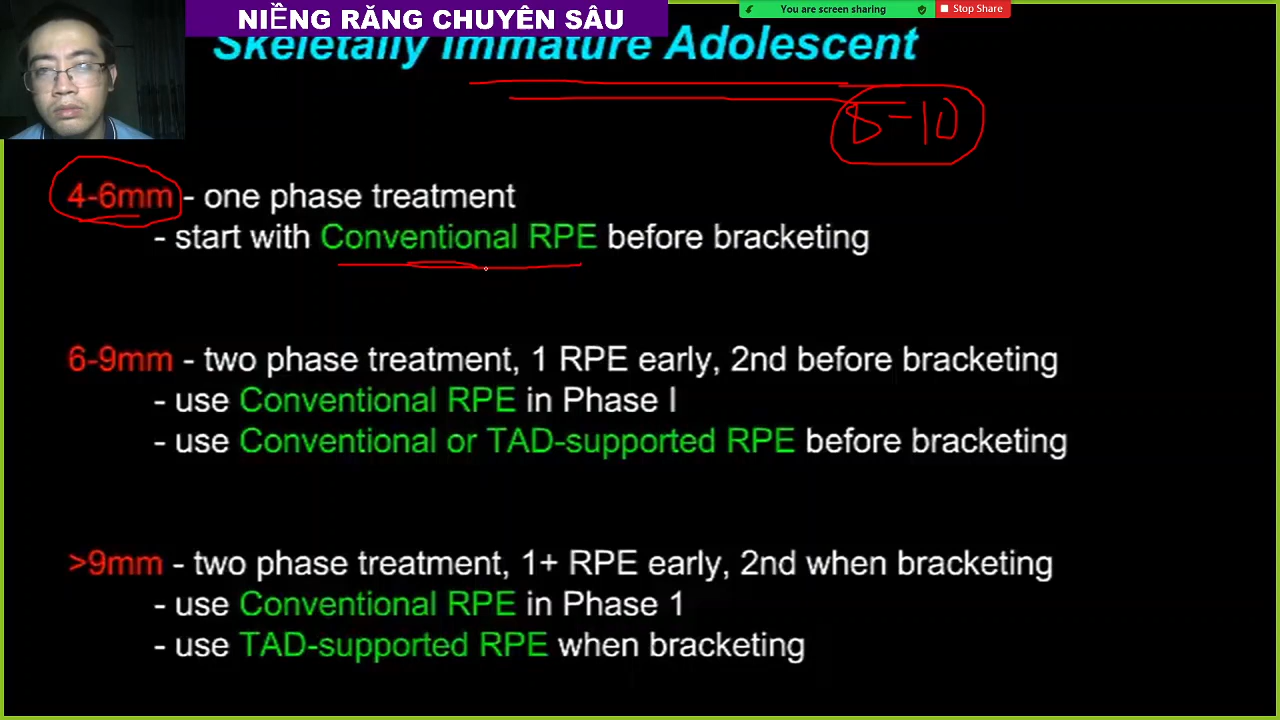 NIỀNG RĂNG CHUYÊN SÂU
You are screen sharing
Stop Share
Skeletally Immature Adolescent
8-10
4-6mm - one phase treatment
- start with Conventional RPE before bracketing
6-9mm - two phase treatment, 1 RPE early, 2nd before bracketing
- use Conventional RPE in Phase I
- use Conventional or TAD-supported RPE before bracketing
>9mm - two phase treatment, 1+ RPE early, 2nd when bracketing
- use Conventional RPE in Phase 1
- use TAD-supported RPE when bracketing